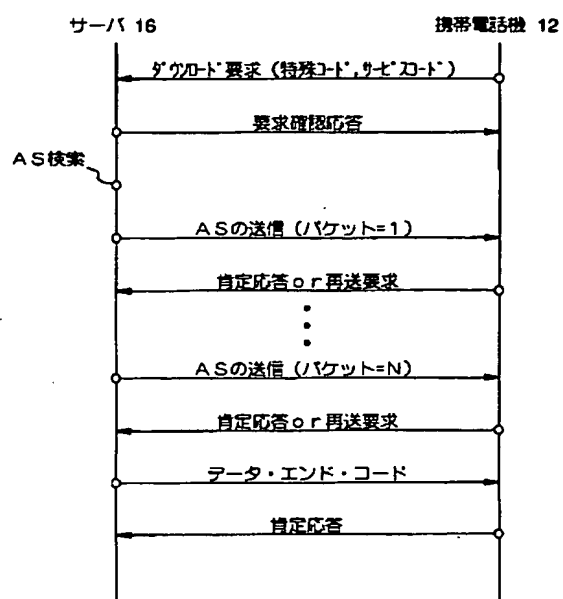 サーバ 16
携帯電話機 12
ダウンロード要求 (特殊コード,サービスコード)
要求確認応答
AS検索
ASの送信 (パケット=1)
肯定応答or再送要求
ASの送信 (パケット=N)
肯定応答or再送要求
データ・エンド・コード
肯定応答